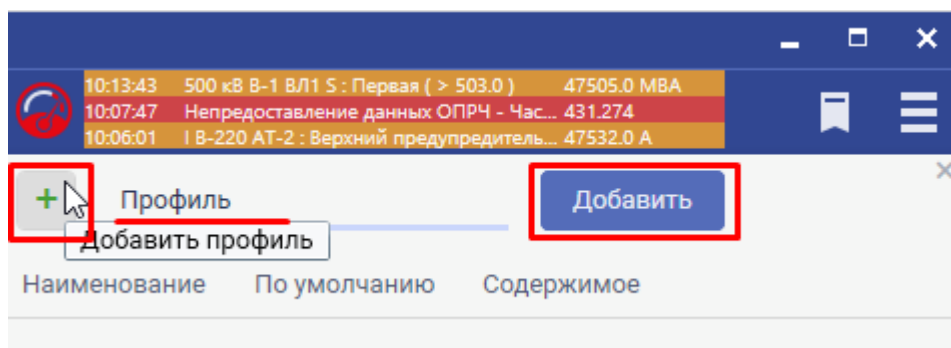 10:13:43 500 кВ В-1 ВЛ1 S : Первая ( > 503.0 ) 47505.0 МВА
10:07:47 Непредоставление данных ОПРЧ - Час... 431.274
10:06:01 I В-220 АТ-2 : Верхний предупредитель... 47532.0 А
+ Профиль Добавить
Добавить профиль
Наименование По умолчанию Содержимое